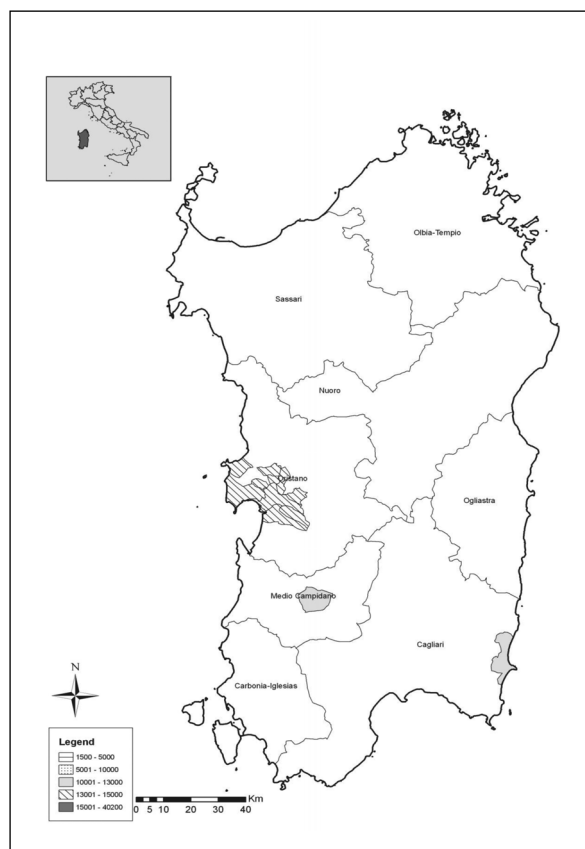 Olbia-Tempio
Sassari
Nuoro
Oristano
Ogliastra
Medio Campidano
Cagliari
Carbonia-Iglesias
N
Legend
1500 - 5000
5001 - 10000
10001 - 13000
13001 - 15000
15001 - 40200
Km
0 5 10 20 30 40